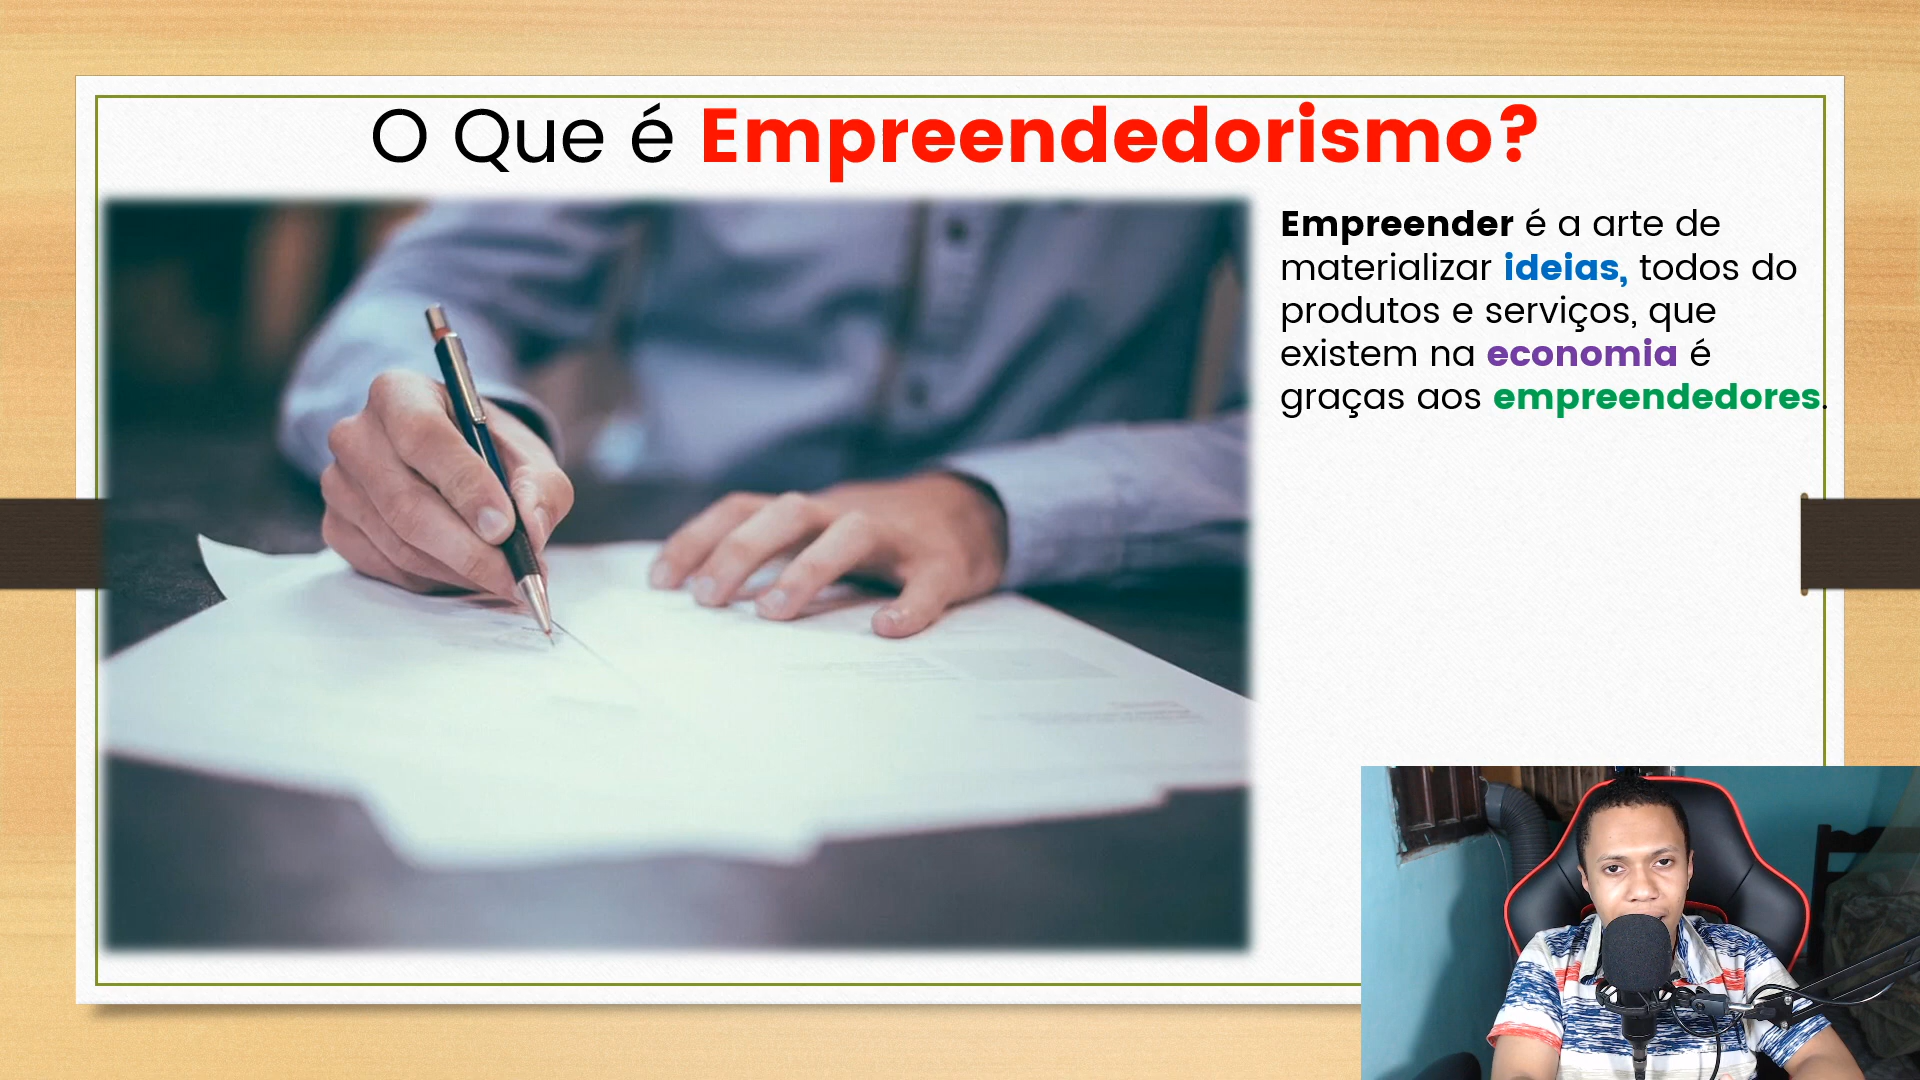 O Que é Empreendedorismo?
Empreender é a arte de
materializar ideias, todos do
produtos e serviços, que
existem na economia é
graças aos empreendedores.